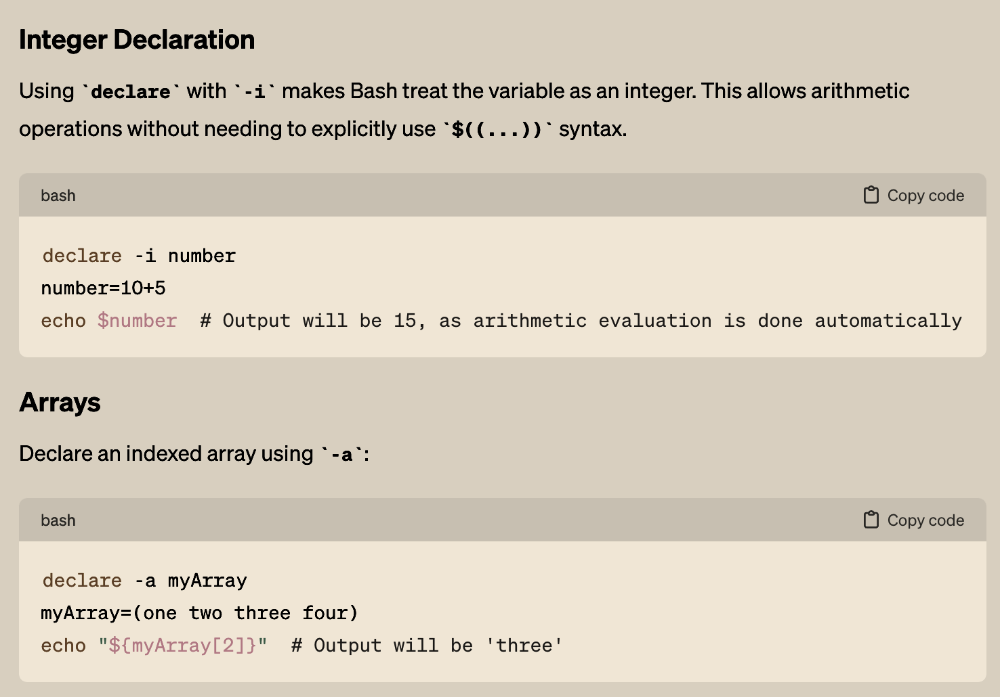 Integer Declaration
Using `declare` with `-i` makes Bash treat the variable as an integer. This allows arithmetic
operations without needing to explicitly use `$((...))` syntax.
bash
Copy code
declare -i number
number=10+5
echo $number  # Output will be 15, as arithmetic evaluation is done automatically
Arrays
Declare an indexed array using `-a`:
bash
Copy code
declare -a myArray
myArray=(one two three four)
echo "${myArray[2]}"  # Output will be 'three'